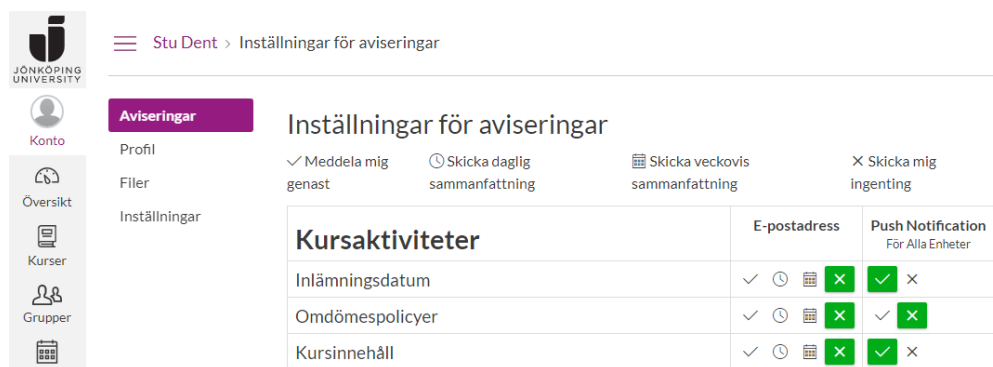 JÖNKÖPING
UNIVERSITY
Konto
Översikt
Kurser
Grupper
Stu Dent › Inställningar för aviseringar
Aviseringar
Profil
Filer
Inställningar
Inställningar för aviseringar
Meddela mig
genast
Skicka daglig
sammanfattning
Skicka veckovis
sammanfattning
Skicka mig
ingenting
Kursaktiviteter
E-postadress
Push Notification
För Alla Enheter
Inlämningsdatum
Omdömespolicyer
Kursinnehåll